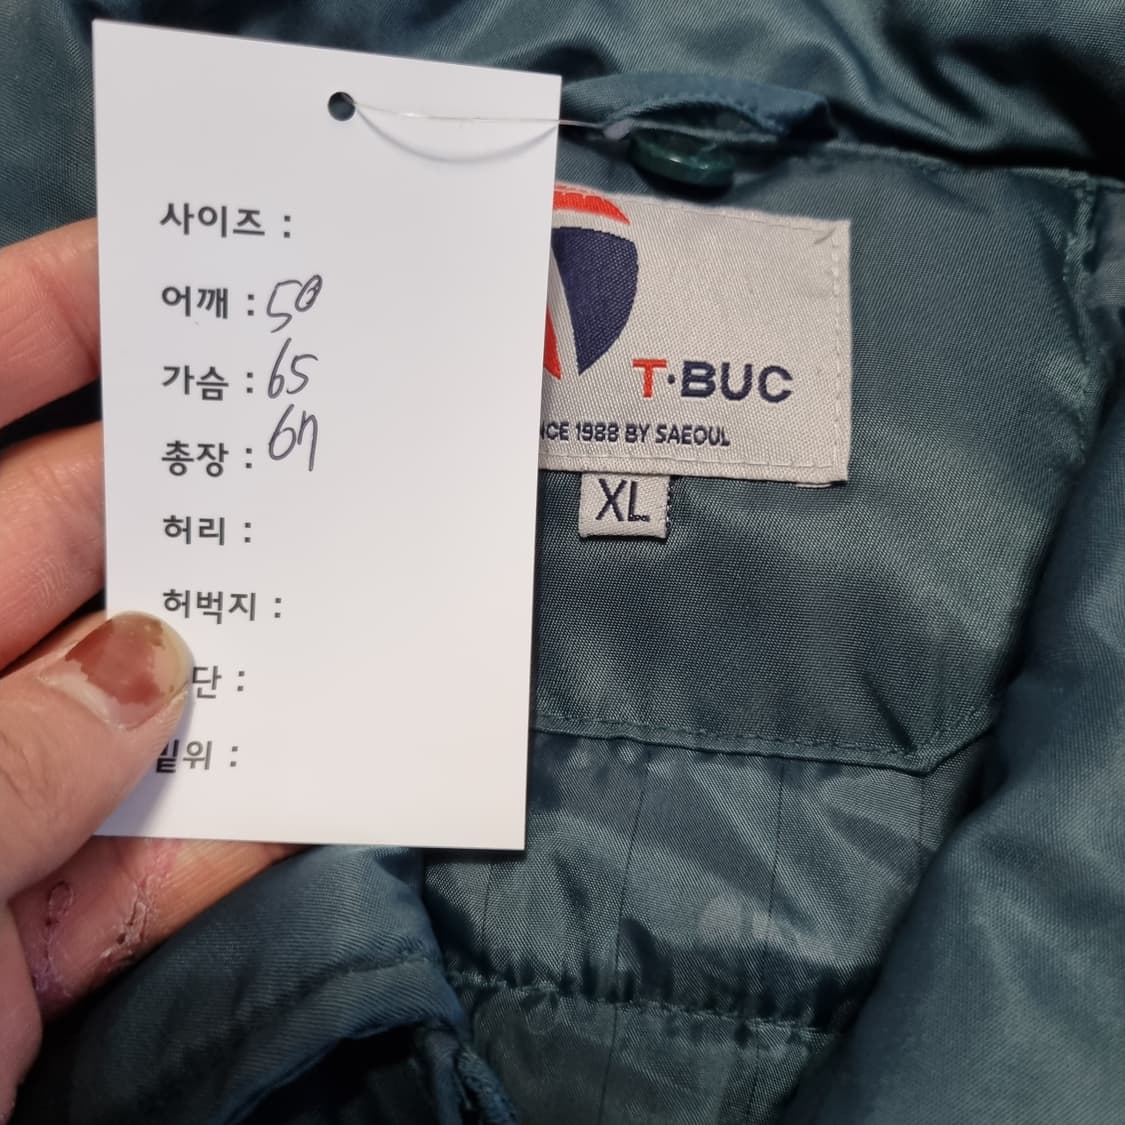 사이즈 :
어깨 : 50
가슴 : 65
총장 : 67
허리 :
허벅지 :
단 :
밑위 :
T·BUC
NCE 1988 BY SAEOUL
XL